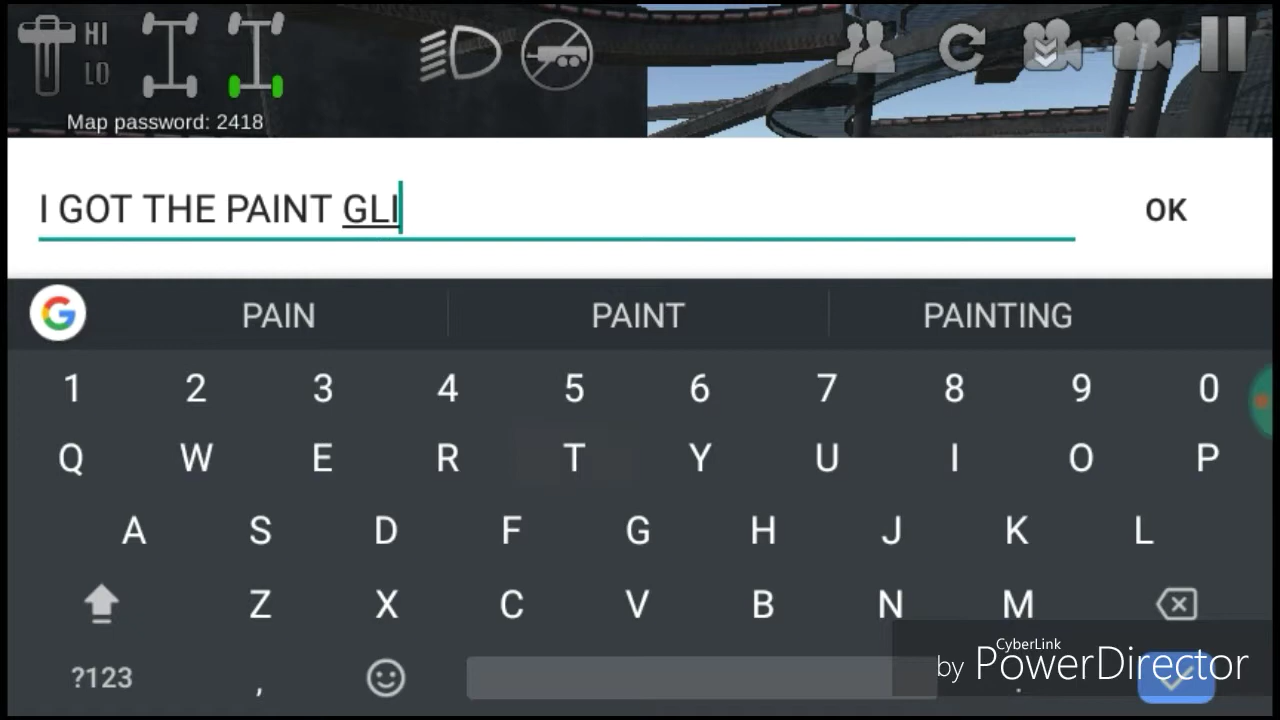 HI
LO
Map password: 2418
I GOT THE PAINT GLI
OK
G PAIN PAINT PAINTING
1 2 3 4 5 6 7 8 9 0
Q W E R T Y U I O P
A S D F G H J K L
Z X C V B N M
?123 , .
CyberLink
by PowerDirector